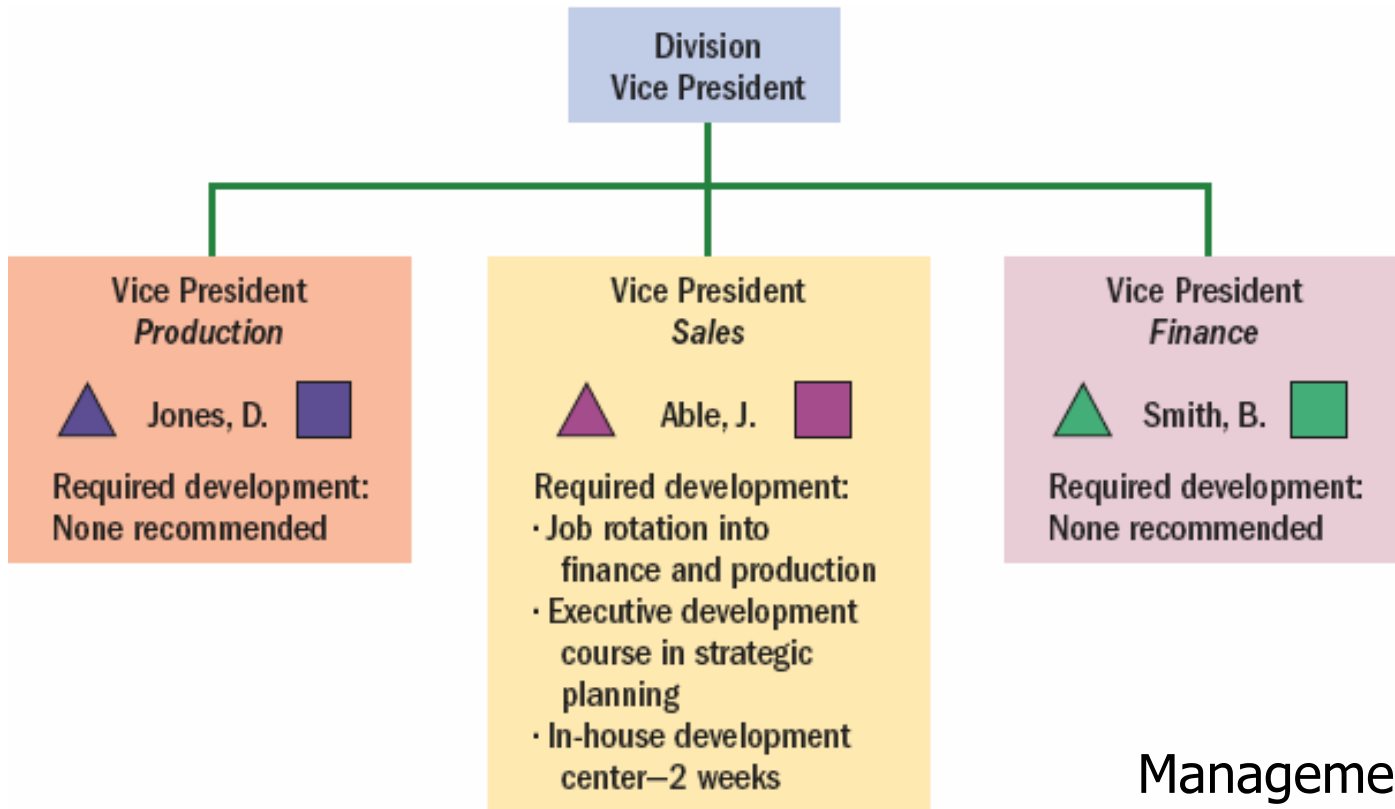 Division
Vice President
Vice President
Production
Jones, D.
Required development:
None recommended
Vice President
Sales
Able, J.
Required development:
· Job rotation into
finance and production
· Executive development
course in strategic
planning
· In-house development
center—2 weeks
Vice President
Finance
Smith, B.
Required development:
None recommended
Manageme